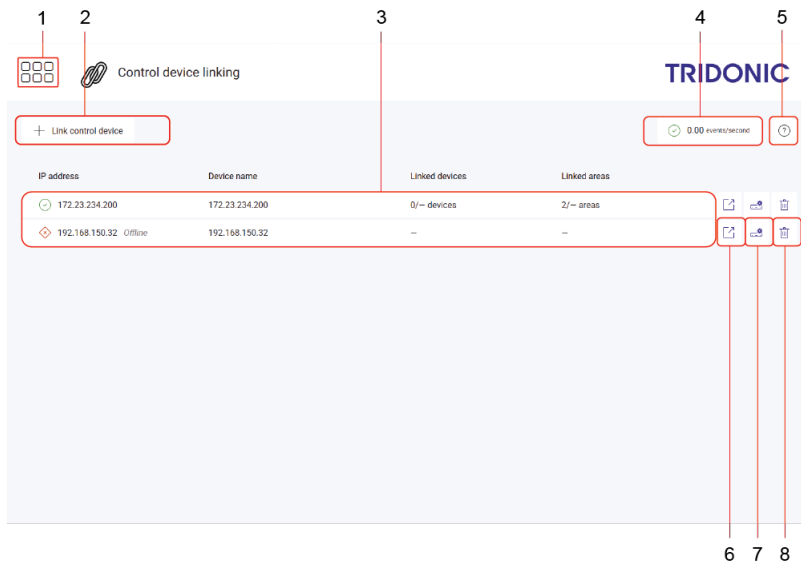 1 2 3 4 5
Control device linking TRIDONIC
Link control device 0.00 events/second ?
IP address Device name Linked devices Linked areas
172.23.234.200 172.23.234.200 0/– devices 2/– areas
192.168.150.32 Offline 192.168.150.32 – –
6 7 8